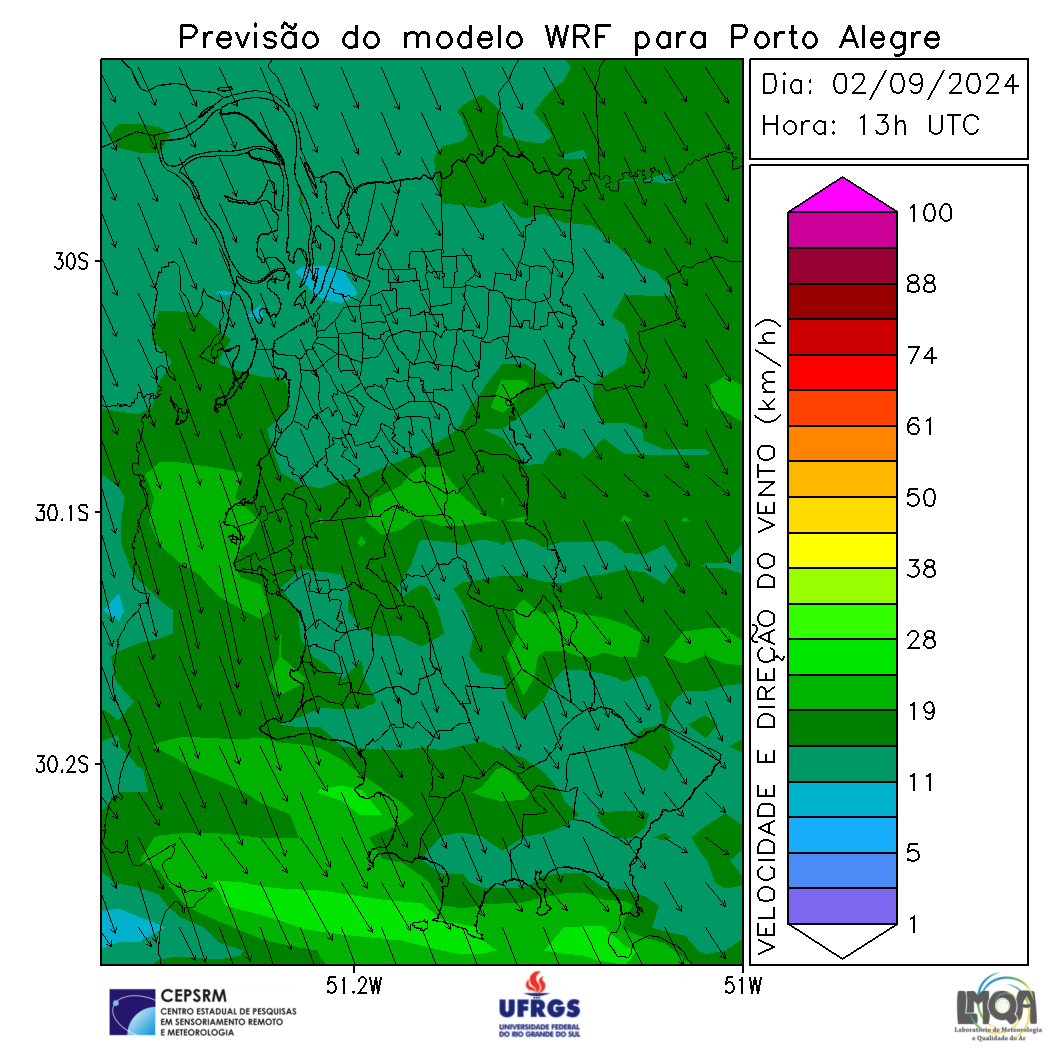 Previsão do modelo WRF para Porto Alegre
Dia: 02/09/2024
Hora: 13h UTC
30S
30.1S
30.2S
51.2W
51W
VELOCIDADE E DIREÇÃO DO VENTO (km/h)
100
88
74
61
50
38
28
19
11
5
1
CEPSRM
CENTRO ESTADUAL DE PESQUISAS
EM SENSORIAMENTO REMOTO
E METEOROLOGIA
UFRGS
UNIVERSIDADE FEDERAL
DO RIO GRANDE DO SUL
LMQA
Laboratório de Meteorologia
e Qualidade do Ar